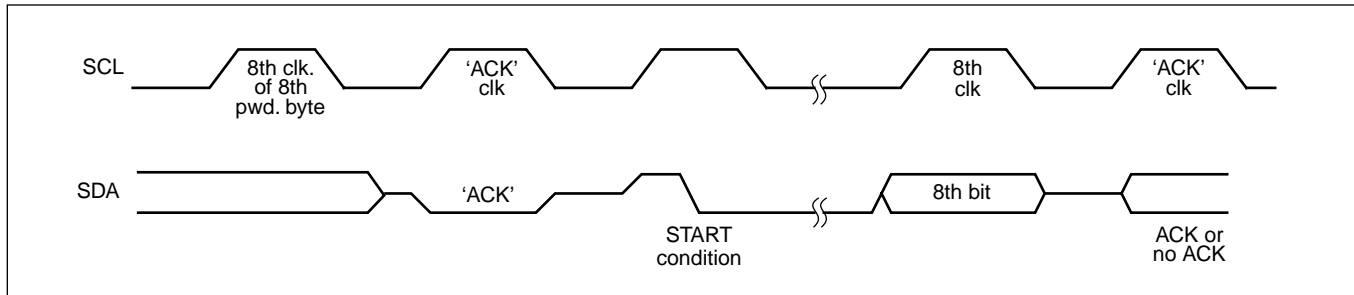 SCL
8th clk.
of 8th
pwd. byte
'ACK'
clk
8th
clk
'ACK'
clk
SDA
'ACK'
START
condition
8th bit
ACK or
no ACK